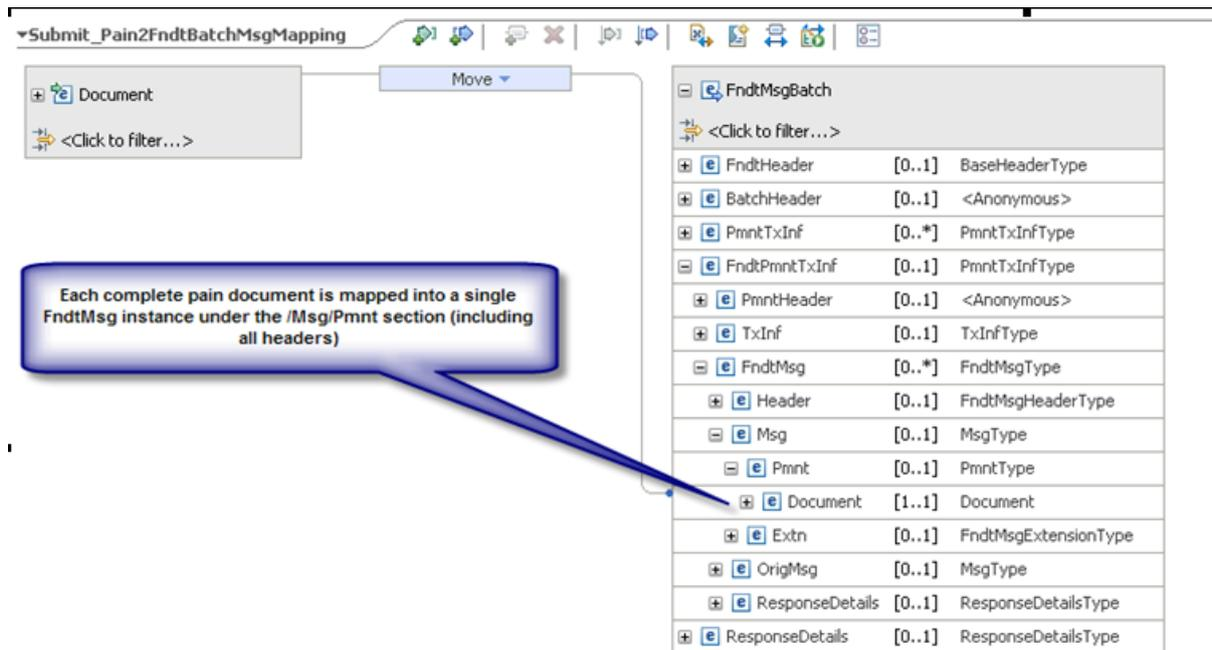 Submit_Pain2FndtBatchMsgMapping
Document
<Click to filter...>
Move
FndtMsgBatch
<Click to filter...>
FndtHeader [0..1] BaseHeaderType
BatchHeader [0..1] <Anonymous>
PmntTxInf [0..*] PmntTxInfType
FndtPmntTxInf [0..1] PmntTxInfType
PmntHeader [0..1] <Anonymous>
TxInf [0..1] TxInfType
FndtMsg [0..*] FndtMsgType
Header [0..1] FndtMsgHeaderType
Msg [0..1] MsgType
Pmnt [0..1] PmntType
Document [1..1] Document
Extn [0..1] FndtMsgExtensionType
OrigMsg [0..1] MsgType
ResponseDetails [0..1] ResponseDetailsType
ResponseDetails [0..1] ResponseDetailsType
Each complete pain document is mapped into a single
FndtMsg instance under the /Msg/Pmnt section (including
all headers)